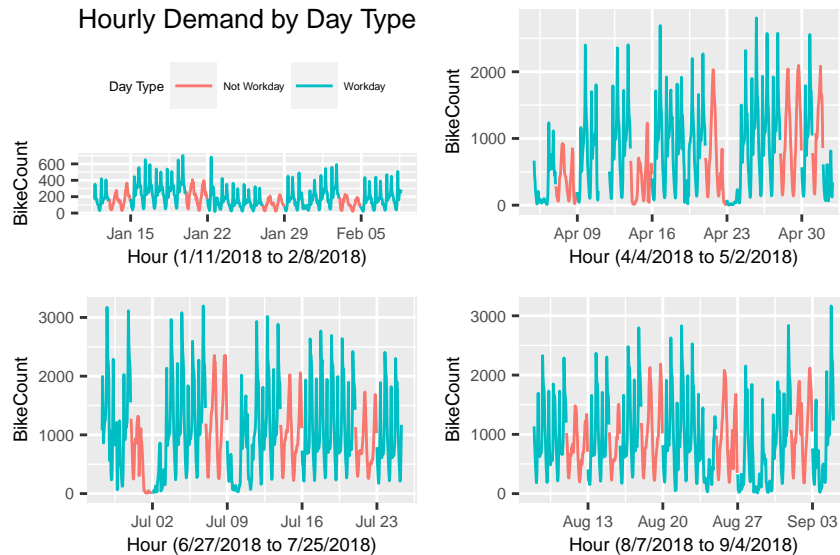 Hourly Demand by Day Type
Day Type Not Workday Workday
BikeCount
600
400
200
0
Jan 15 Jan 22 Jan 29 Feb 05
Hour (1/11/2018 to 2/8/2018)
BikeCount
2000
1000
0
Apr 09 Apr 16 Apr 23 Apr 30
Hour (4/4/2018 to 5/2/2018)
BikeCount
3000
2000
1000
0
Jul 02 Jul 09 Jul 16 Jul 23
Hour (6/27/2018 to 7/25/2018)
BikeCount
3000
2000
1000
0
Aug 13 Aug 20 Aug 27 Sep 03
Hour (8/7/2018 to 9/4/2018)